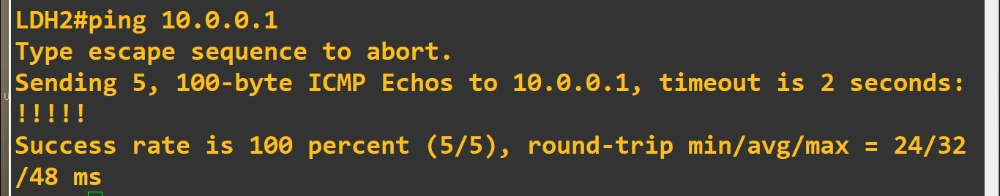 LDH2#ping 10.0.0.1
Type escape sequence to abort.
Sending 5, 100-byte ICMP Echos to 10.0.0.1, timeout is 2 seconds:
!!!!!
Success rate is 100 percent (5/5), round-trip min/avg/max = 24/32
/48 ms